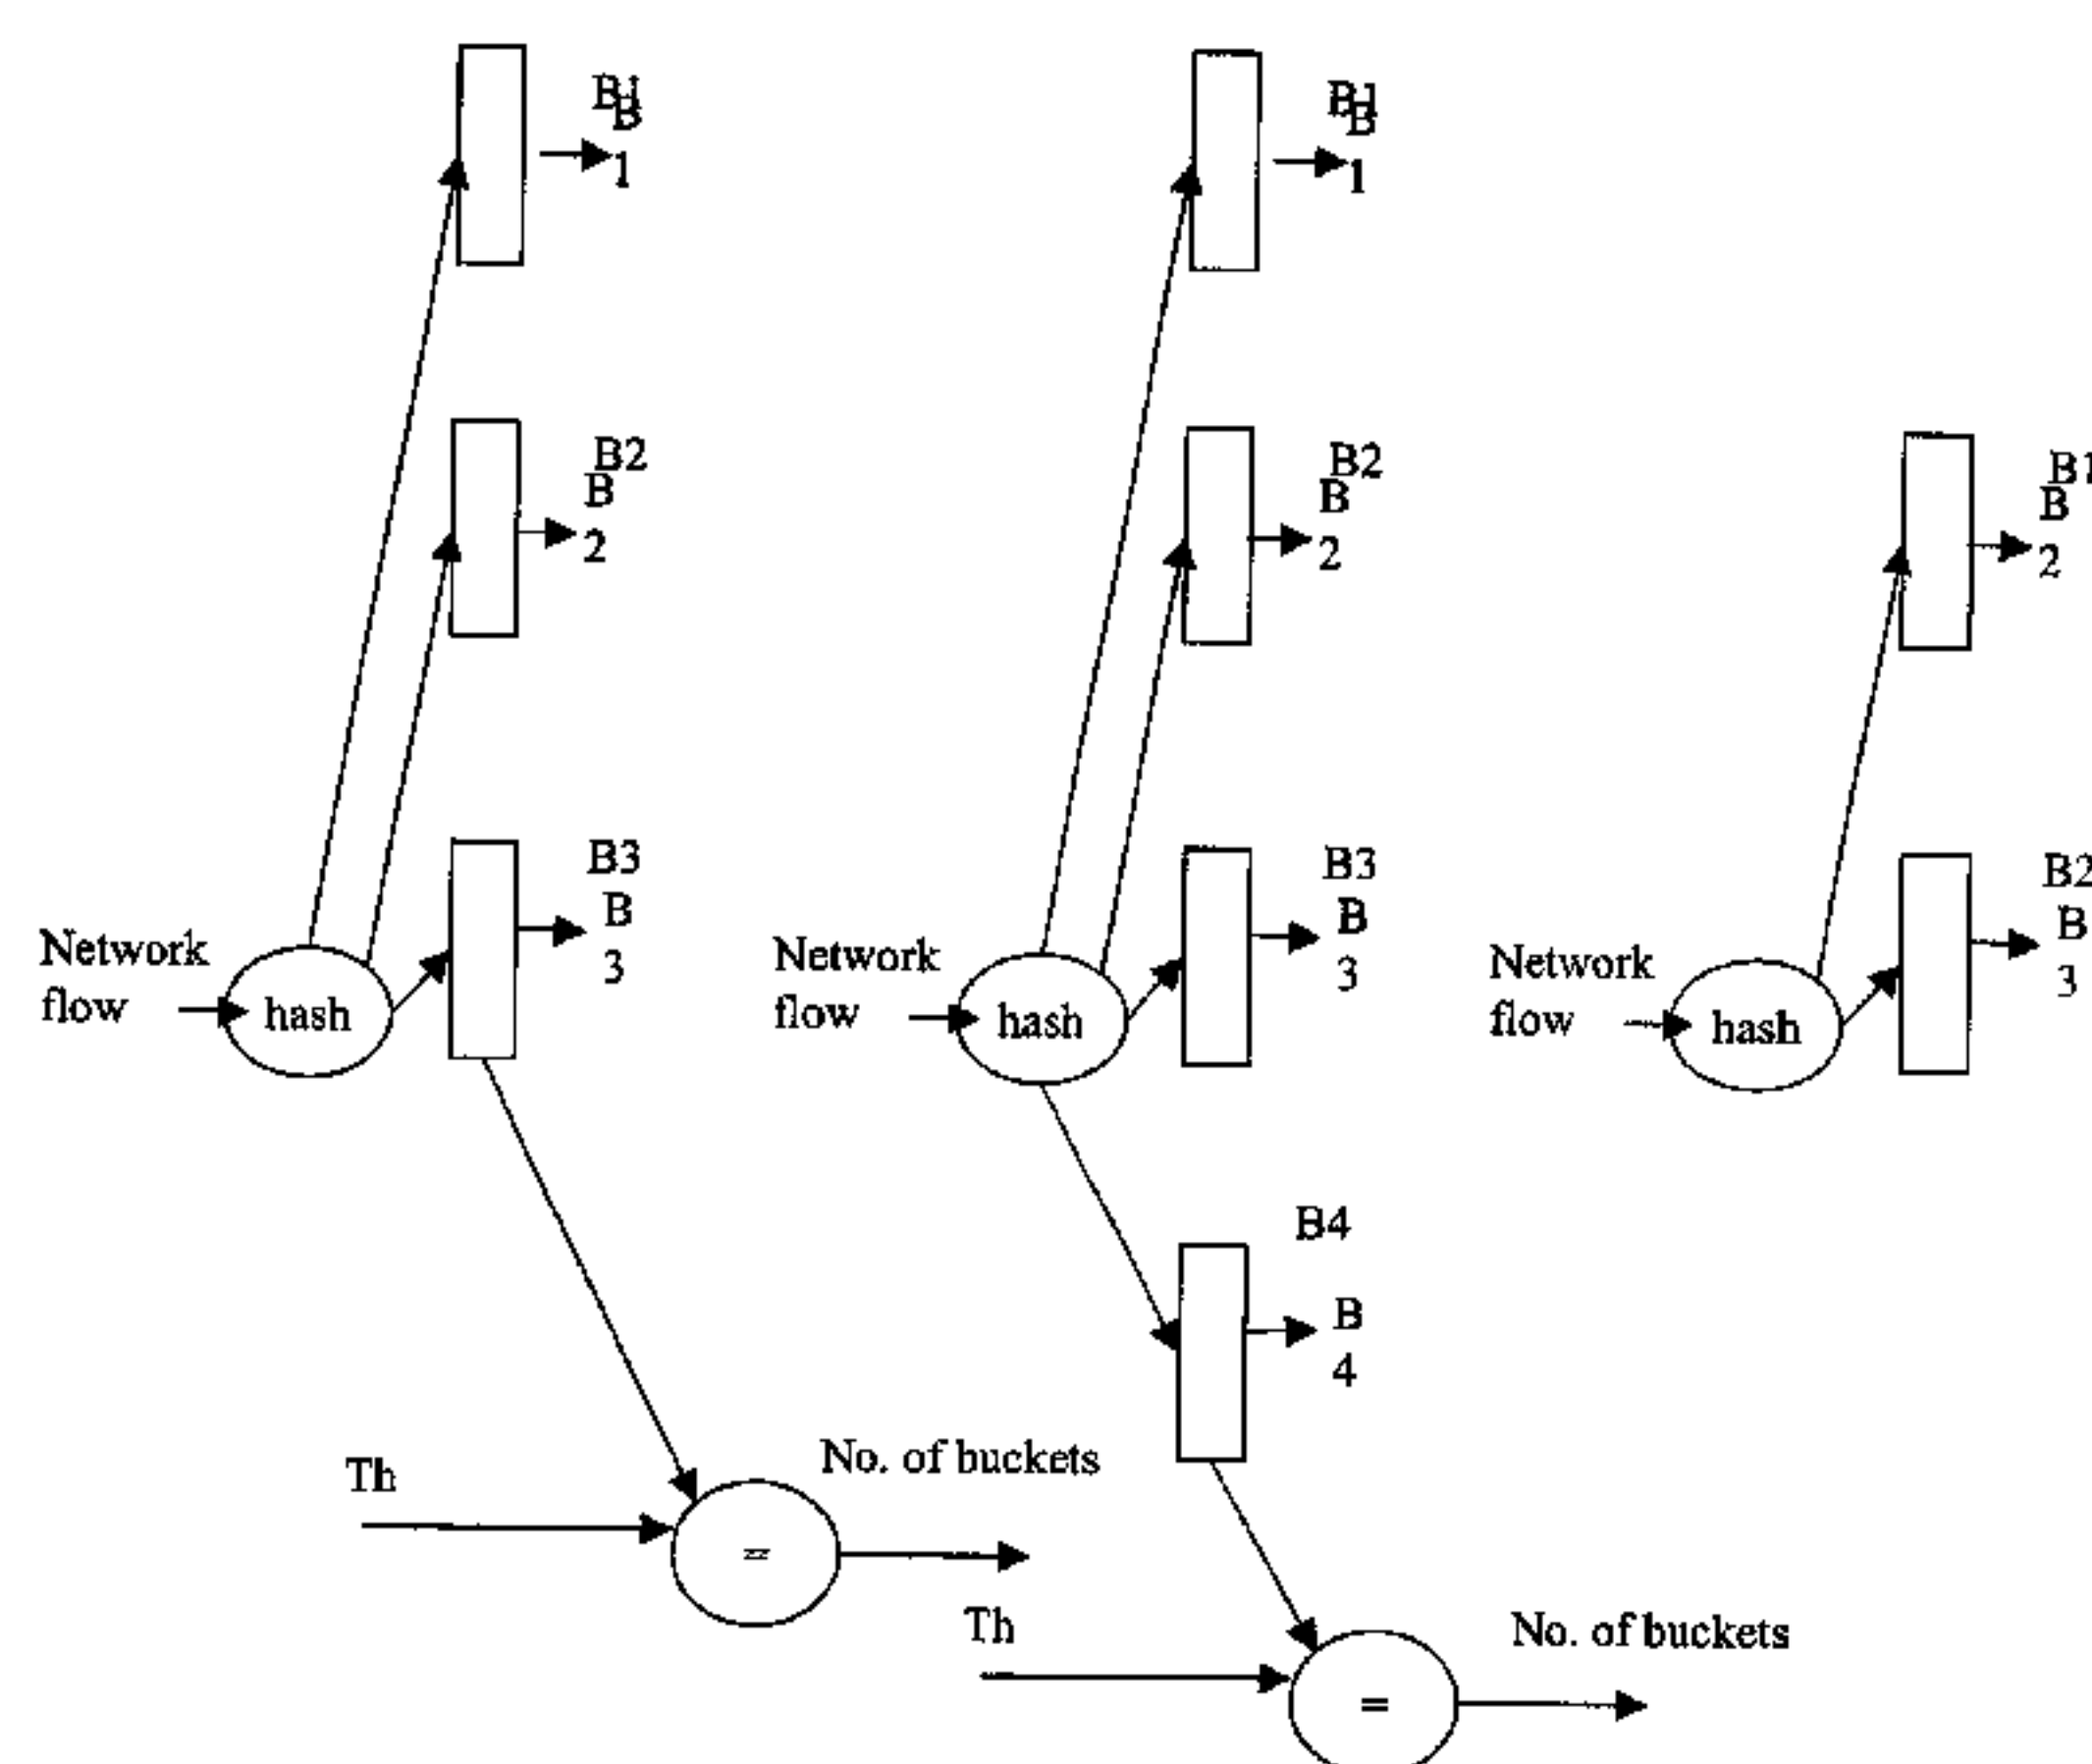 B1
B
1
B2
B
2
B3
B
3
Network
flow
hash
Th
=
No. of buckets
B1
B
1
B2
B
2
B3
B
3
Network
flow
hash
B4
B
4
Th
=
No. of buckets
B1
B
2
B2
B
3
Network
flow
hash